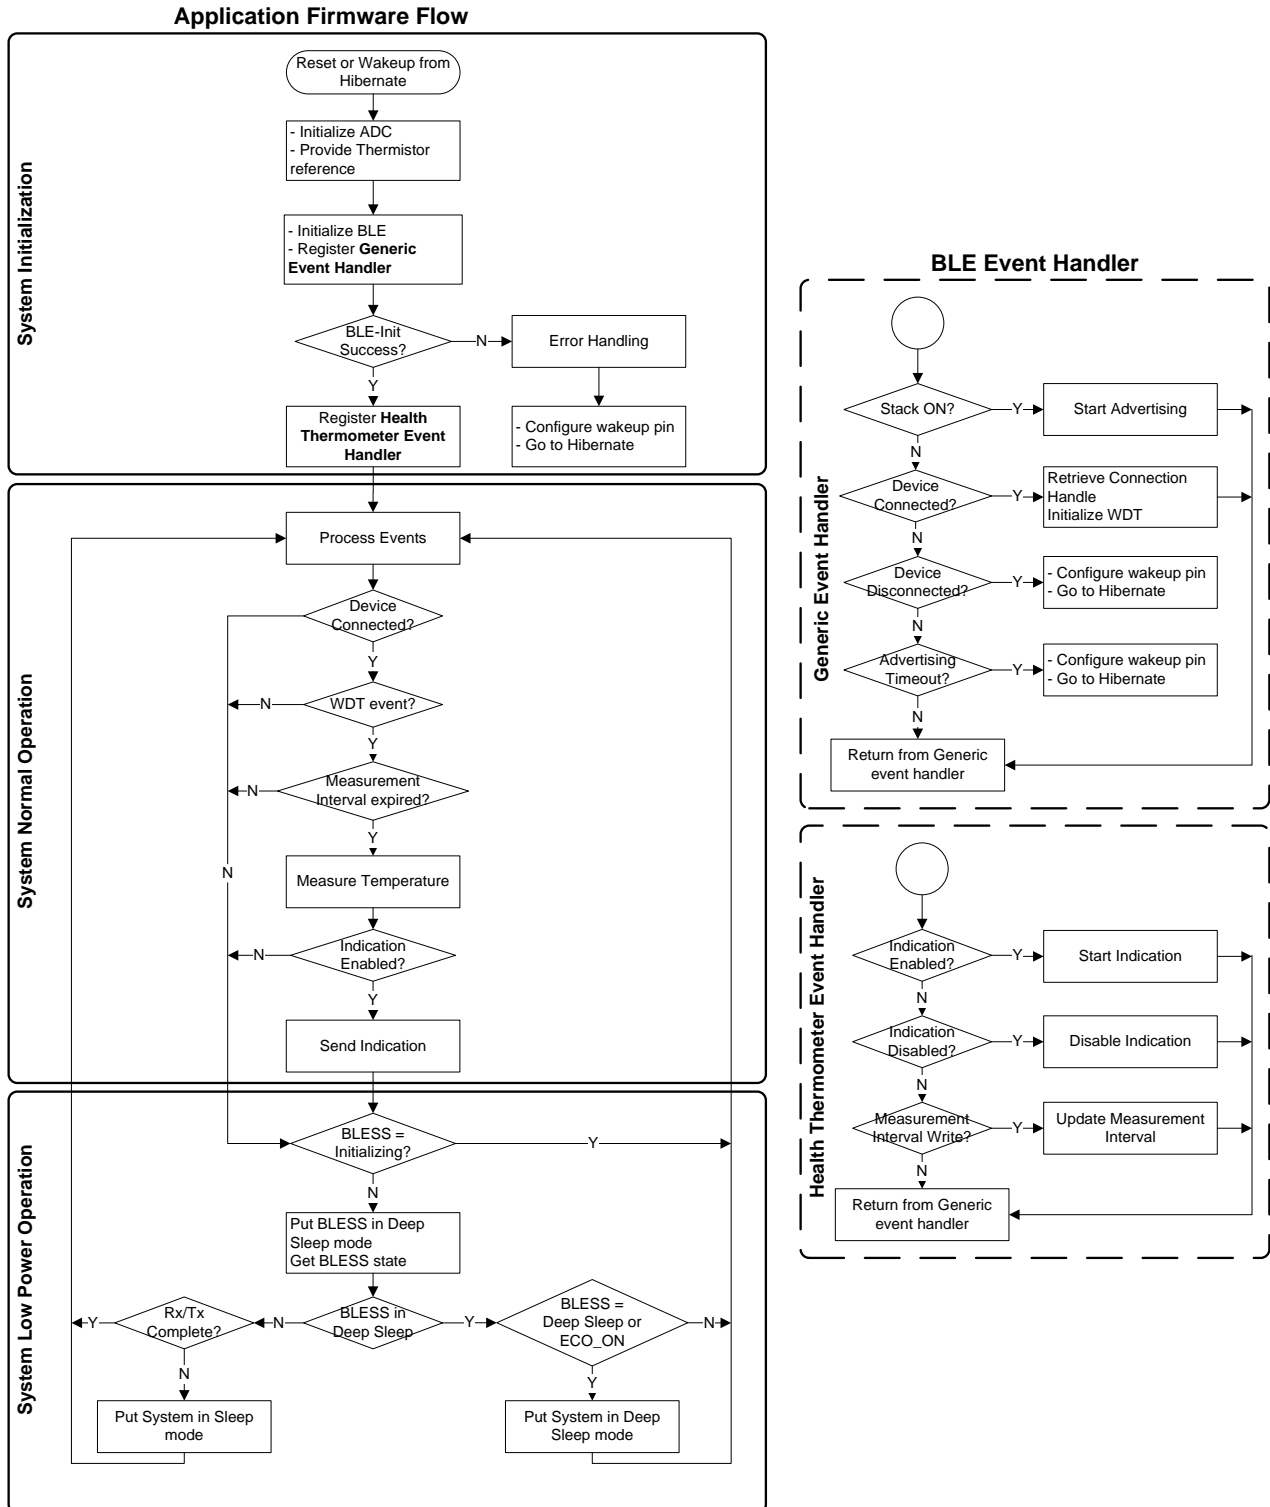 Application Firmware Flow
System Initialization
Reset or Wakeup from
Hibernate
- Initialize ADC
- Provide Thermistor
reference
- Initialize BLE
- Register Generic
Event Handler
BLE-Init
Success?
N
Error Handling
Y
- Configure wakeup pin
- Go to Hibernate
Register Health
Thermometer Event
Handler
System Normal Operation
Process Events
Device
Connected?
Y
WDT event?
N
Y
Measurement
Interval expired?
N
Y
N
Measure Temperature
Indication
Enabled?
N
Y
Send Indication
System Low Power Operation
BLESS =
Initializing?
Y
N
Put BLESS in Deep
Sleep mode
Get BLESS state
BLESS in
Deep Sleep
N
Y
Rx/Tx
Complete?
Y
N
Put System in Sleep
mode
BLESS =
Deep Sleep or
ECO_ON
N
Y
Put System in Deep
Sleep mode
BLE Event Handler
Generic Event Handler
Stack ON?
Y
Start Advertising
N
Device
Connected?
Y
Retrieve Connection
Handle
Initialize WDT
N
Device
Disconnected?
Y
- Configure wakeup pin
- Go to Hibernate
N
Advertising
Timeout?
Y
- Configure wakeup pin
- Go to Hibernate
N
Return from Generic
event handler
Health Thermometer Event Handler
Indication
Enabled?
Y
Start Indication
N
Indication
Disabled?
Y
Disable Indication
N
Measurement
Interval Write?
Y
Update Measurement
Interval
N
Return from Generic
event handler